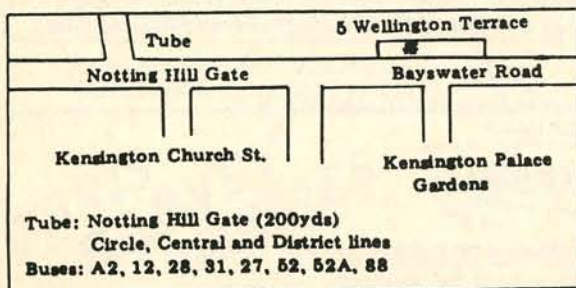 5 Wellington Terrace
Tube
Notting Hill Gate
Bayswater Road
Kensington Church St.
Kensington Palace
Gardens
Tube: Notting Hill Gate (200yds)
Circle, Central and District lines
Buses: A2, 12, 28, 31, 27, 52, 52A, 88